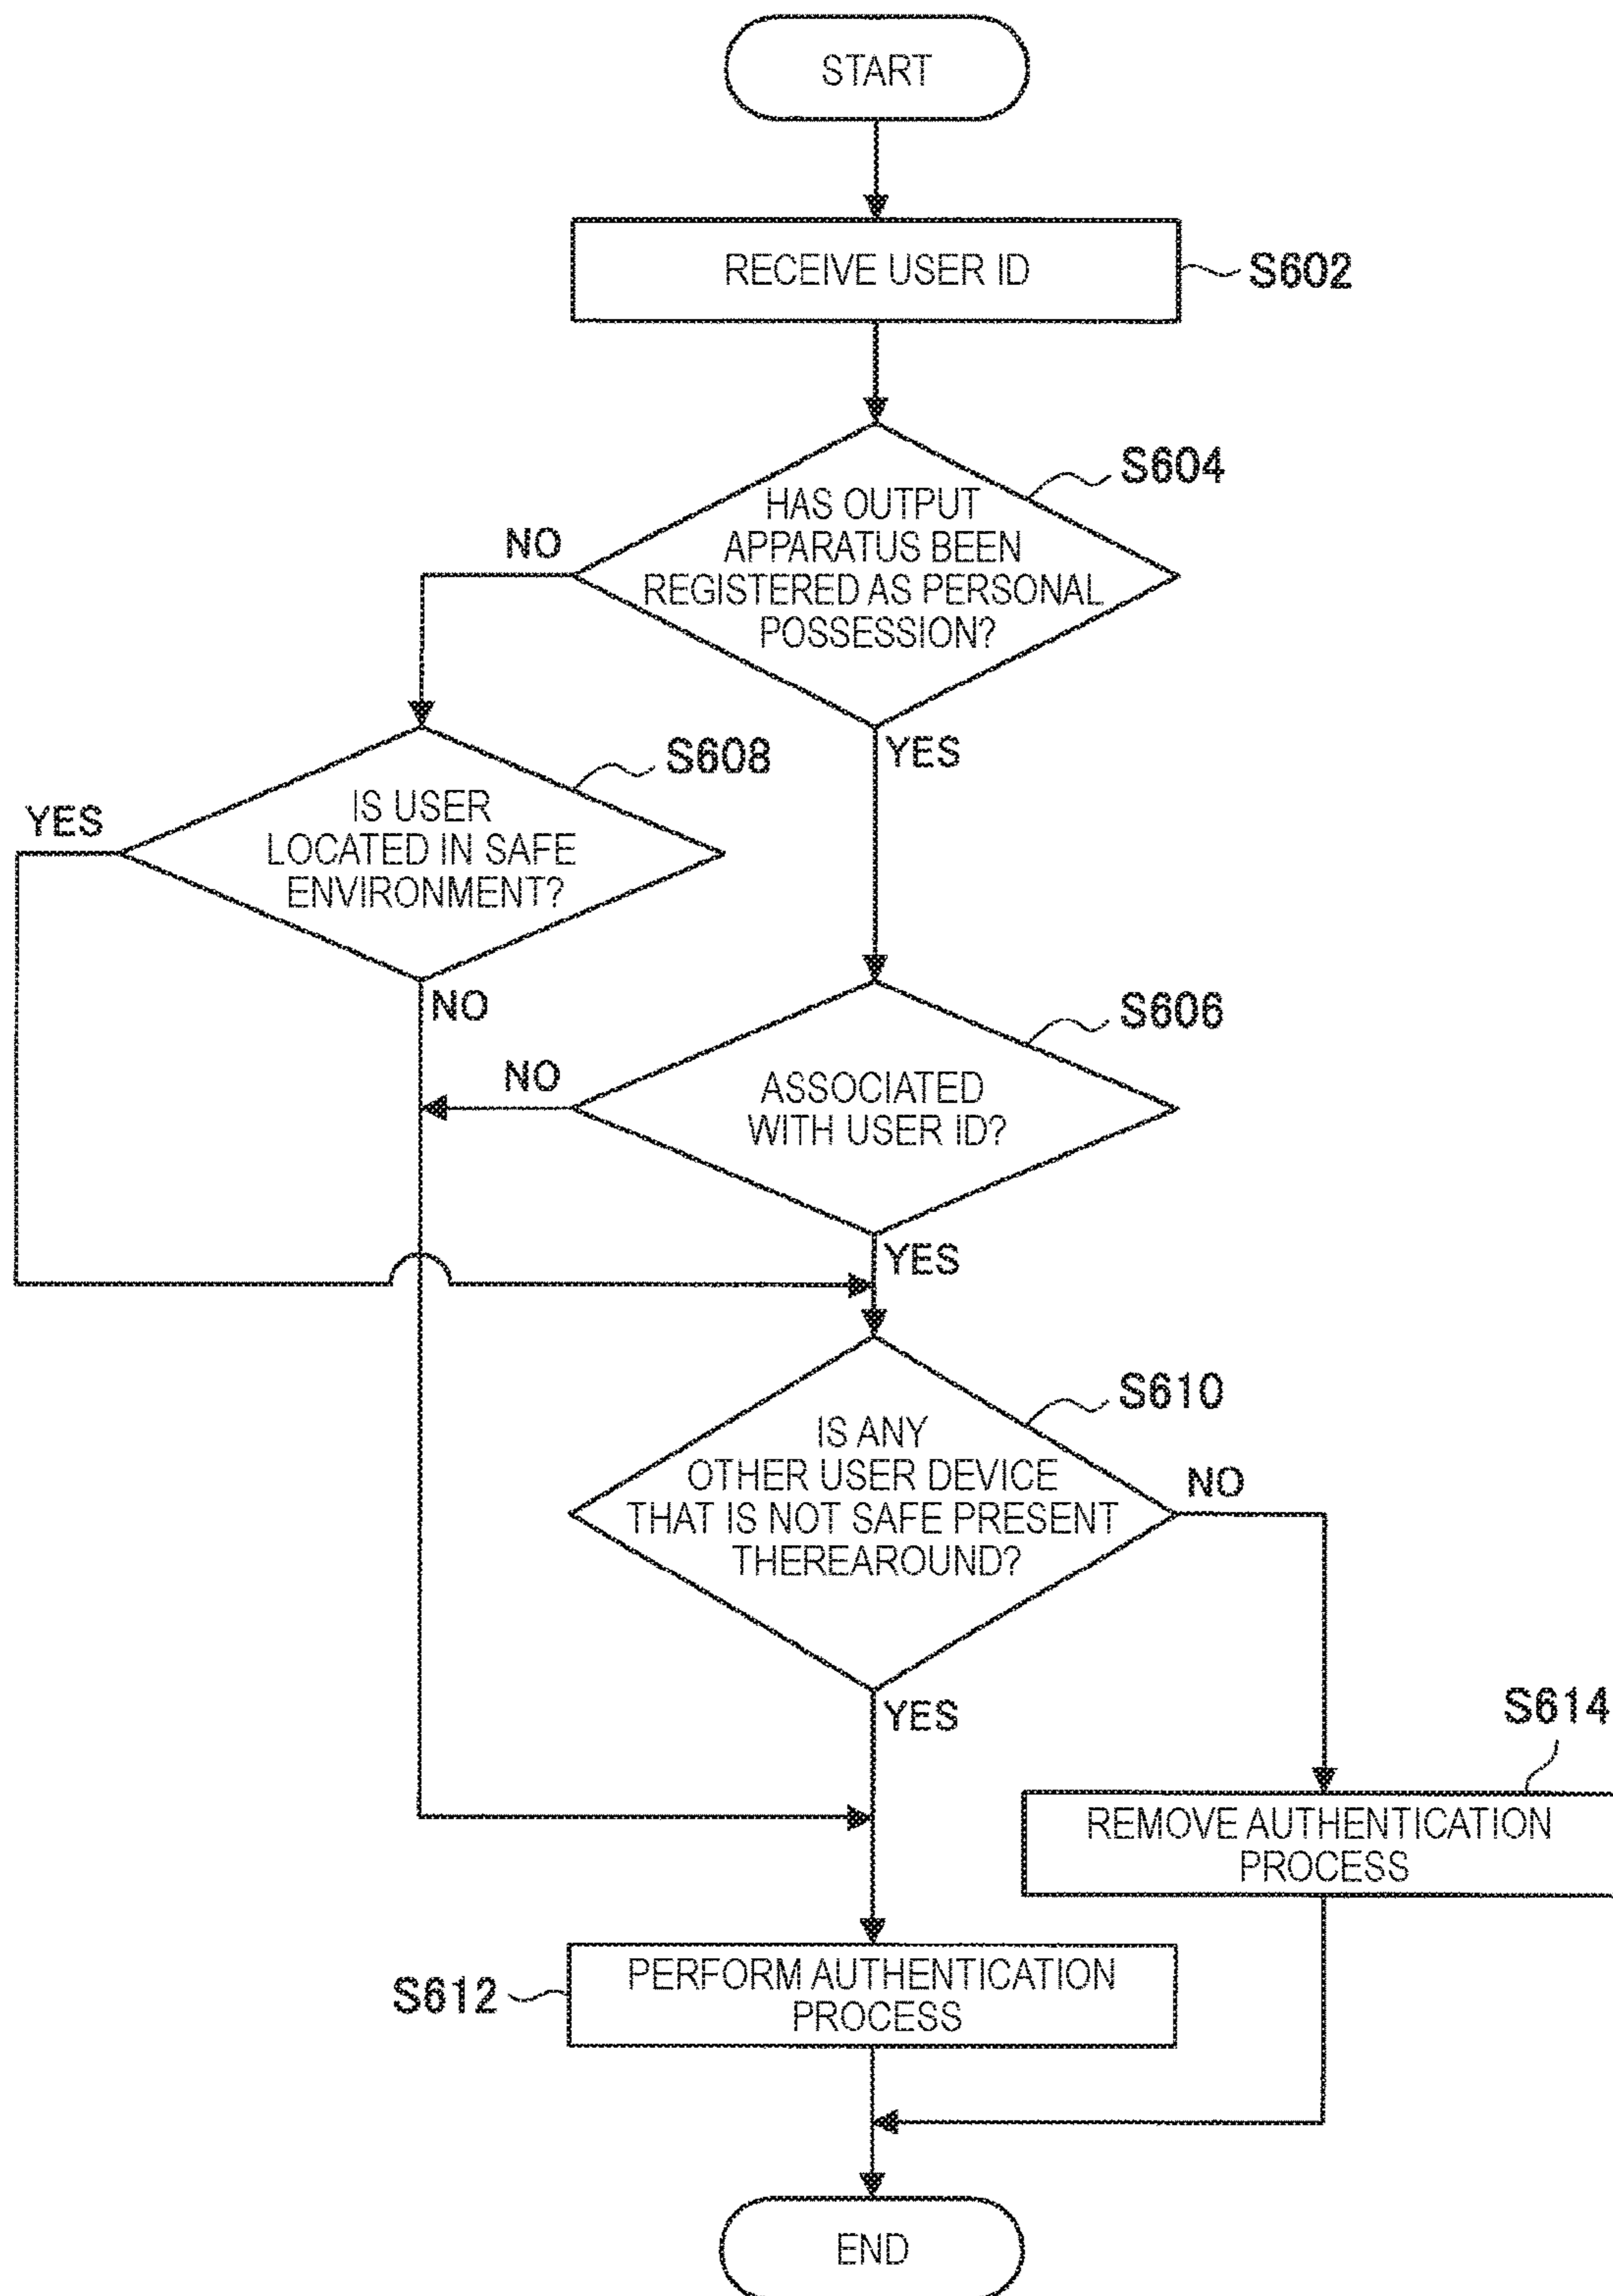 START
RECEIVE USER ID
S602
S604
HAS OUTPUT
APPARATUS BEEN
REGISTERED AS PERSONAL
POSSESSION?
NO
YES
S608
IS USER
LOCATED IN SAFE
ENVIRONMENT?
YES
NO
S606
ASSOCIATED
WITH USER ID?
NO
YES
S610
IS ANY
OTHER USER DEVICE
THAT IS NOT SAFE PRESENT
THEREAROUND?
NO
YES
S614
REMOVE AUTHENTICATION
PROCESS
S612
PERFORM AUTHENTICATION
PROCESS
END